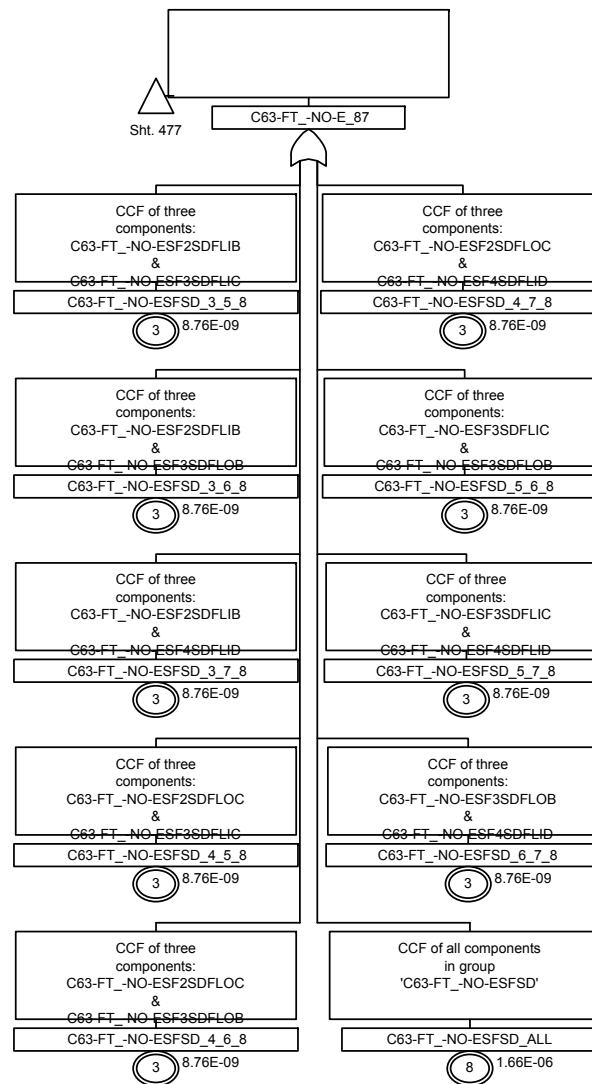 Sht. 477
C63-FT_-NO-E_87
CCF of three
components:
C63-FT_-NO-ESF2SDFLIB
&
C63-FT_-NO-ESF3SDFLIC
C63-FT_-NO-ESFSD_3_5_8
3
8.76E-09
CCF of three
components:
C63-FT_-NO-ESF2SDFLOC
&
C63-FT_-NO-ESF4SDFLID
C63-FT_-NO-ESFSD_4_7_8
3
8.76E-09
CCF of three
components:
C63-FT_-NO-ESF2SDFLIB
&
C63-FT_-NO-ESF3SDFLOB
C63-FT_-NO-ESFSD_3_6_8
3
8.76E-09
CCF of three
components:
C63-FT_-NO-ESF3SDFLIC
&
C63-FT_-NO-ESF3SDFLOB
C63-FT_-NO-ESFSD_5_6_8
3
8.76E-09
CCF of three
components:
C63-FT_-NO-ESF2SDFLIB
&
C63-FT_-NO-ESF4SDFLID
C63-FT_-NO-ESFSD_3_7_8
3
8.76E-09
CCF of three
components:
C63-FT_-NO-ESF3SDFLIC
&
C63-FT_-NO-ESF4SDFLID
C63-FT_-NO-ESFSD_5_7_8
3
8.76E-09
CCF of three
components:
C63-FT_-NO-ESF2SDFLOC
&
C63-FT_-NO-ESF3SDFLIC
C63-FT_-NO-ESFSD_4_5_8
3
8.76E-09
CCF of three
components:
C63-FT_-NO-ESF3SDFLOB
&
C63-FT_-NO-ESF4SDFLID
C63-FT_-NO-ESFSD_6_7_8
3
8.76E-09
CCF of three
components:
C63-FT_-NO-ESF2SDFLOC
&
C63-FT_-NO-ESF3SDFLOB
C63-FT_-NO-ESFSD_4_6_8
3
8.76E-09
CCF of all components
in group
'C63-FT_-NO-ESFSD'
C63-FT_-NO-ESFSD_ALL
8
1.66E-06